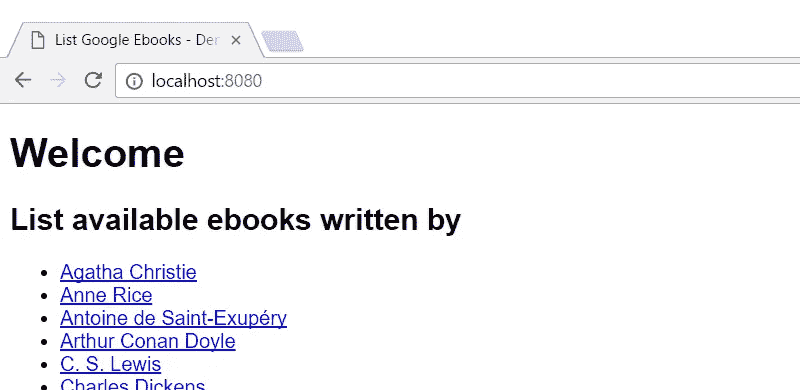 List Google Ebooks - Der
localhost:8080
Welcome
List available ebooks written by
Agatha Christie
Anne Rice
Antoine de Saint-Exupéry
Arthur Conan Doyle
C. S. Lewis
Charles Dickens